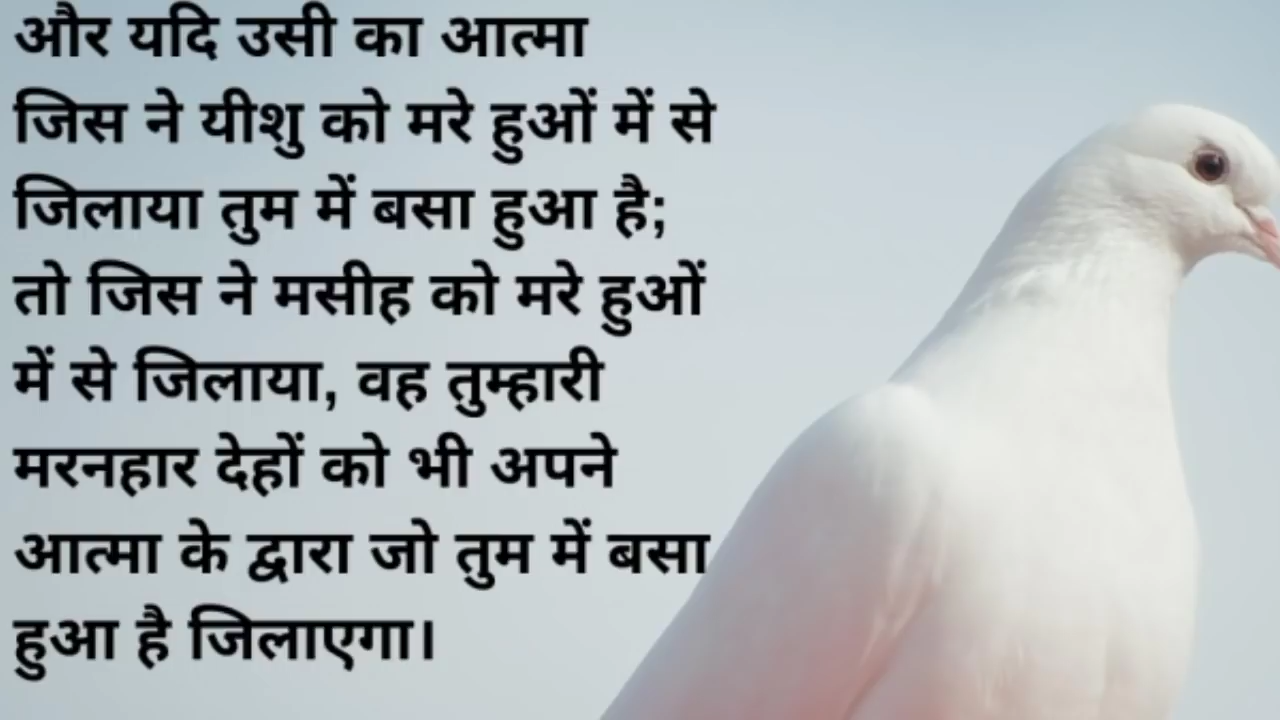 और यदि उसी का आत्मा
जिस ने यीशु को मरे हुओं में से
जिलाया तुम में बसा हुआ है;
तो जिस ने मसीह को मरे हुओं
में से जिलाया, वह तुम्हारी
मरनहार देहों को भी अपने
आत्मा के द्वारा जो तुम में बसा
हुआ है जिलाएगा।